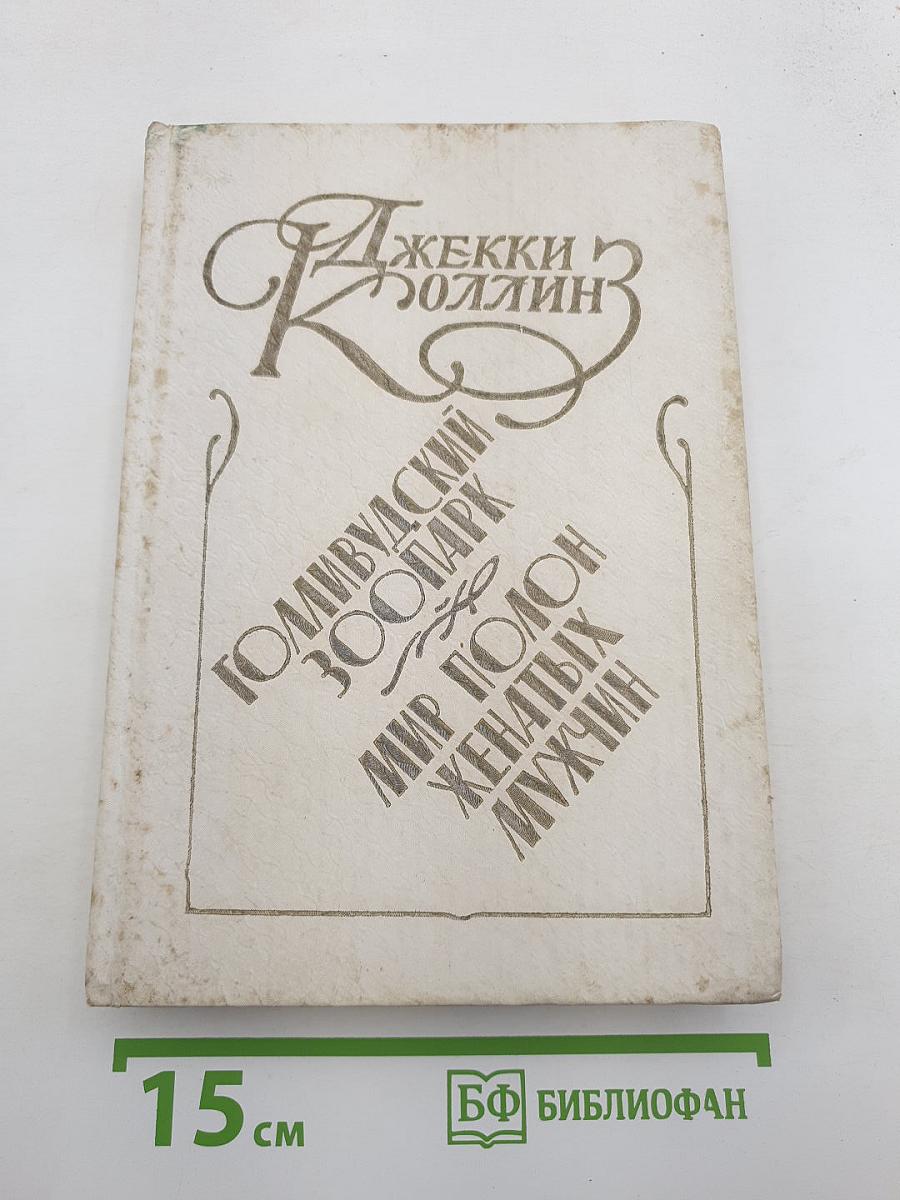 ДЖЕККИ
КОЛЛИНЗ
ГОЛЛИВУДСКИЙ
ЗООПАРК
МИР ПОЛОН
ЖЕНАТЫХ
МУЖЧИН
15 см
БФ БИБЛИОФАН